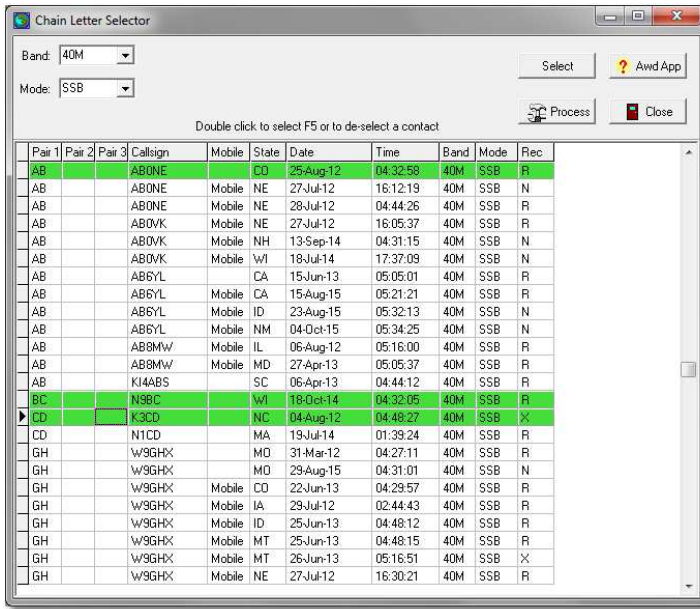 Chain Letter Selector
Band: 40M
Select ? Awd App
Mode: SSB
Process Close
Double click to select F5 or to de-select a contact
Pair 1 Pair 2 Pair 3 Callsign Mobile State Date Time Band Mode Rec
AB AB0NE CO 25-Aug-12 04:32:58 40M SSB R
AB AB0NE Mobile NE 27-Jul-12 16:12:19 40M SSB N
AB AB0NE Mobile NE 28-Jul-12 04:44:26 40M SSB R
AB AB0VK Mobile NE 27-Jul-12 16:05:37 40M SSB R
AB AB0VK Mobile NH 13-Sep-14 04:31:15 40M SSB N
AB AB0VK Mobile WI 18-Jul-14 17:37:09 40M SSB N
AB AB6YL CA 15-Jun-13 05:05:01 40M SSB R
AB AB6YL Mobile CA 15-Aug-15 05:21:21 40M SSB R
AB AB6YL Mobile ID 23-Aug-15 05:32:13 40M SSB N
AB AB6YL Mobile NM 04-Oct-15 05:34:25 40M SSB N
AB AB8MW Mobile IL 06-Aug-12 05:16:00 40M SSB R
AB AB8MW Mobile MD 27-Apr-13 05:05:37 40M SSB R
AB KI4ABS SC 06-Apr-13 04:44:12 40M SSB R
BC N9BC WI 18-Oct-14 04:32:05 40M SSB R
CD K3CD NC 04-Aug-12 04:48:27 40M SSB X
CD N1CD MA 19-Jul-14 01:39:24 40M SSB R
GH W9GHX MO 31-Mar-12 04:27:11 40M SSB R
GH W9GHX MO 29-Aug-15 04:31:01 40M SSB N
GH W9GHX Mobile CO 22-Jun-13 04:29:57 40M SSB R
GH W9GHX Mobile IA 29-Jul-12 02:44:43 40M SSB R
GH W9GHX Mobile ID 25-Jun-13 04:48:12 40M SSB R
GH W9GHX Mobile MT 25-Jun-13 04:48:15 40M SSB R
GH W9GHX Mobile MT 26-Jun-13 05:16:51 40M SSB X
GH W9GHX Mobile NE 27-Jul-12 16:30:21 40M SSB R